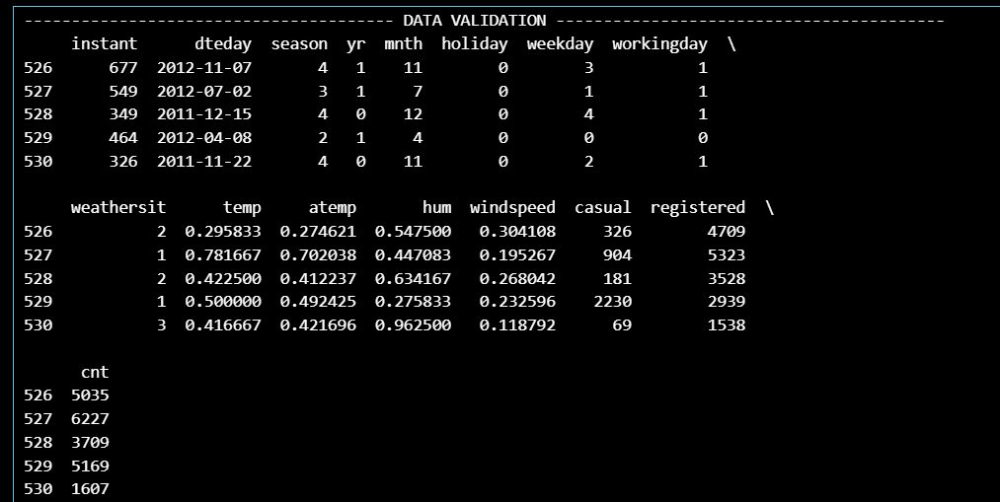 --------------------------------------- DATA VALIDATION -----------------------------------------
     instant      dteday  season  yr  mnth  holiday  weekday  workingday  \
526      677  2012-11-07       4   1    11        0        3           1
527      549  2012-07-02       3   1     7        0        1           1
528      349  2011-12-15       4   0    12        0        4           1
529      464  2012-04-08       2   1     4        0        0           0
530      326  2011-11-22       4   0    11        0        2           1
     weathersit      temp     atemp       hum  windspeed  casual  registered  \
526           2  0.295833  0.274621  0.547500   0.304108     326        4709
527           1  0.781667  0.702038  0.447083   0.195267     904        5323
528           2  0.422500  0.412237  0.634167   0.268042     181        3528
529           1  0.500000  0.492425  0.275833   0.232596    2230        2939
530           3  0.416667  0.421696  0.962500   0.118792      69        1538
      cnt
526  5035
527  6227
528  3709
529  5169
530  1607